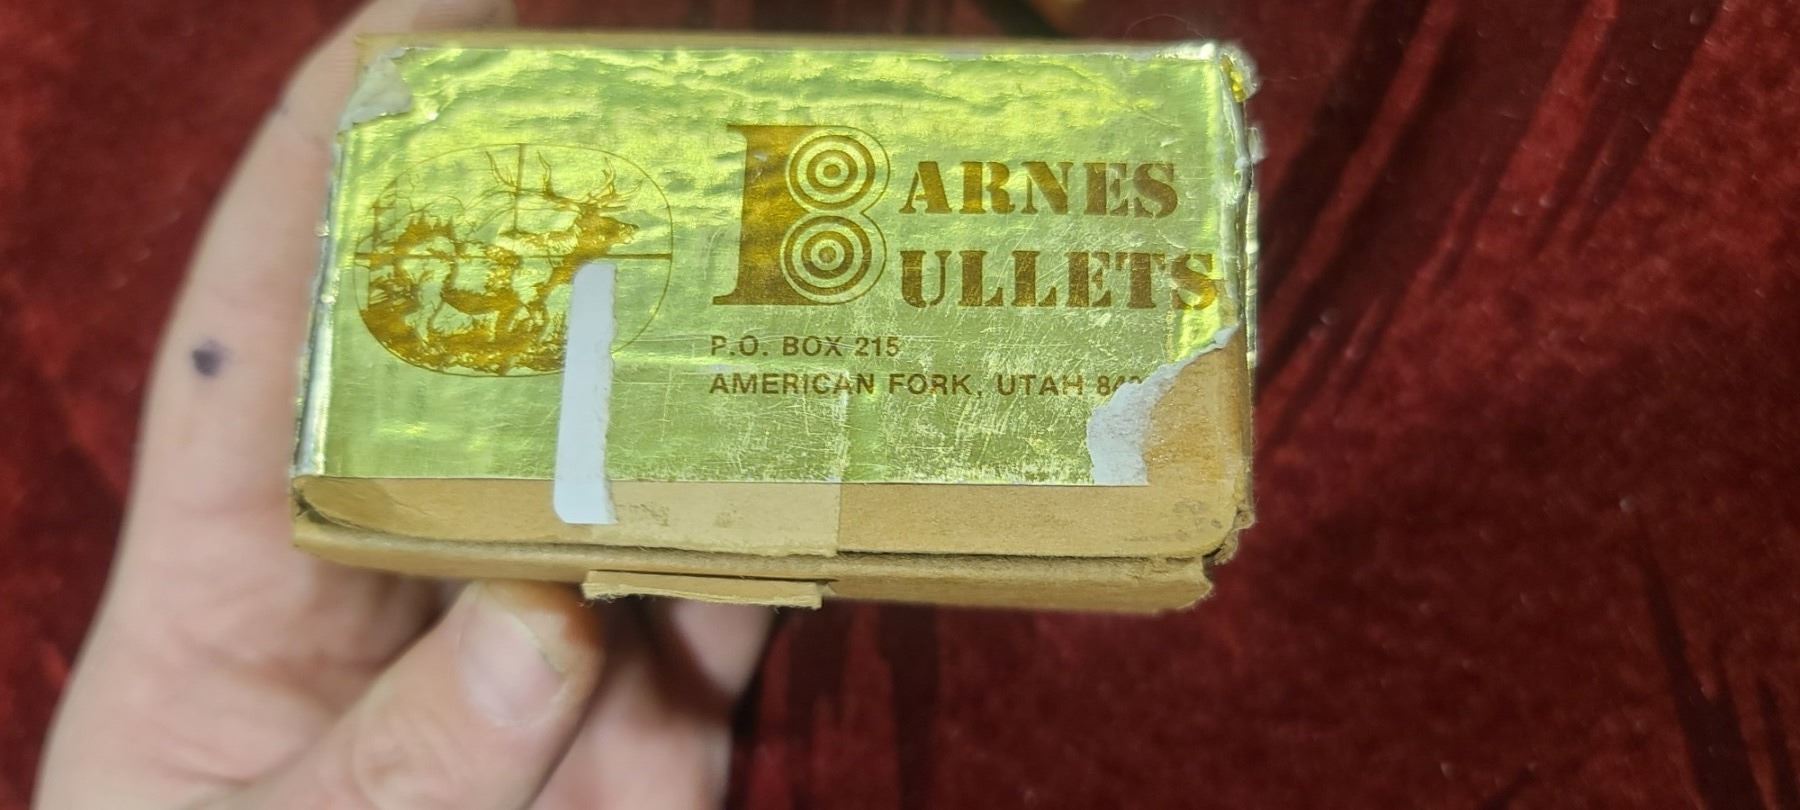 BARNES
BULLETS
P.O. BOX 215
AMERICAN FORK, UTAH